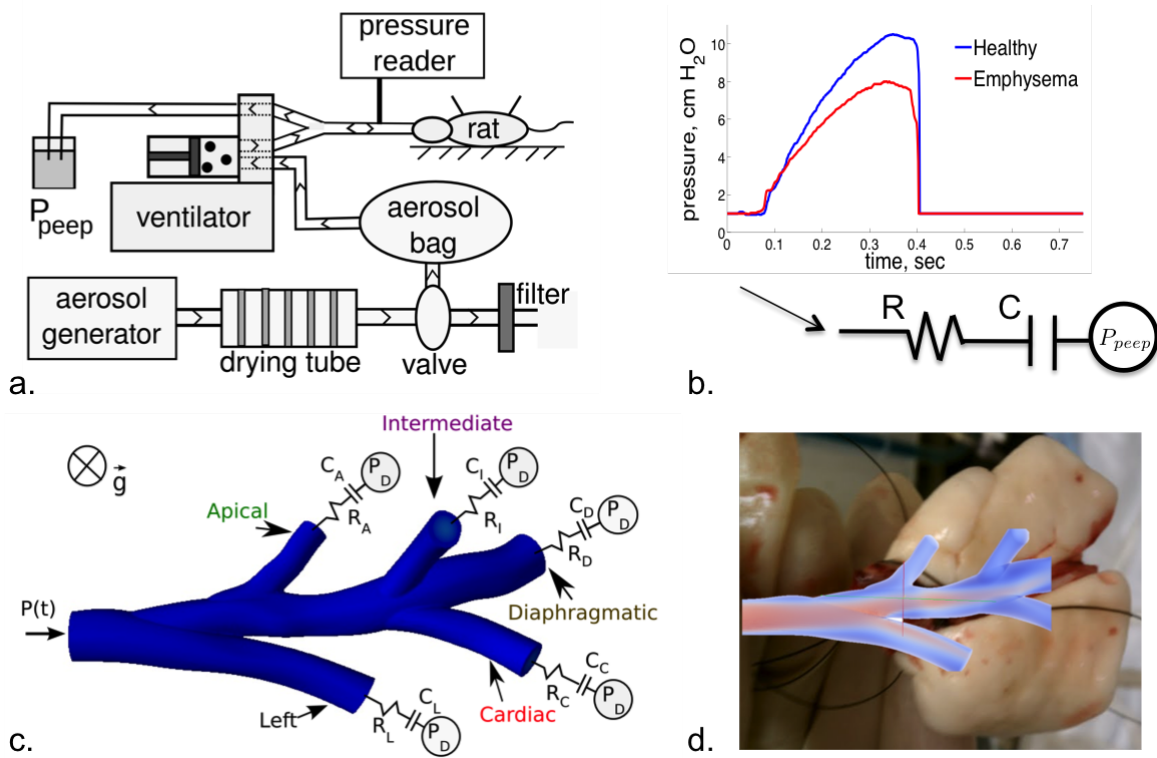 pressure
reader
rat
P_peep
ventilator
aerosol
bag
aerosol
generator
drying tube
valve
filter
a.
pressure, cm H₂O
10
8
6
4
2
0
Healthy
Emphysema
0
0.1
0.2
0.3
0.4
0.5
0.6
0.7
time, sec
R
C
P_peep
b.
g
P(t)
Apical
C_A
P_D
R_A
Intermediate
C_I
P_D
R_I
C_D
P_D
R_D
Diaphragmatic
C_C
P_D
R_C
Cardiac
Left
C_L
P_D
R_L
c.
d.